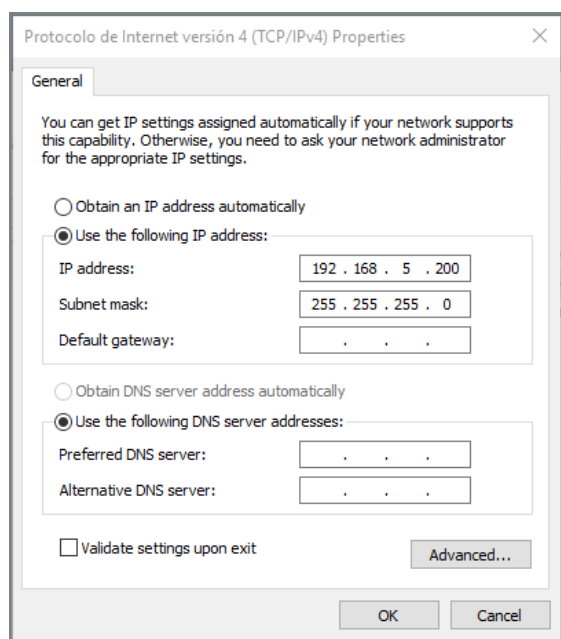 Protocolo de Internet versión 4 (TCP/IPv4) Properties
General
You can get IP settings assigned automatically if your network supports
this capability. Otherwise, you need to ask your network administrator
for the appropriate IP settings.
Obtain an IP address automatically
Use the following IP address:
IP address: 192 . 168 . 5 . 200
Subnet mask: 255 . 255 . 255 . 0
Default gateway: . . .
Obtain DNS server address automatically
Use the following DNS server addresses:
Preferred DNS server: . . .
Alternative DNS server: . . .
Validate settings upon exit
Advanced...
OK Cancel